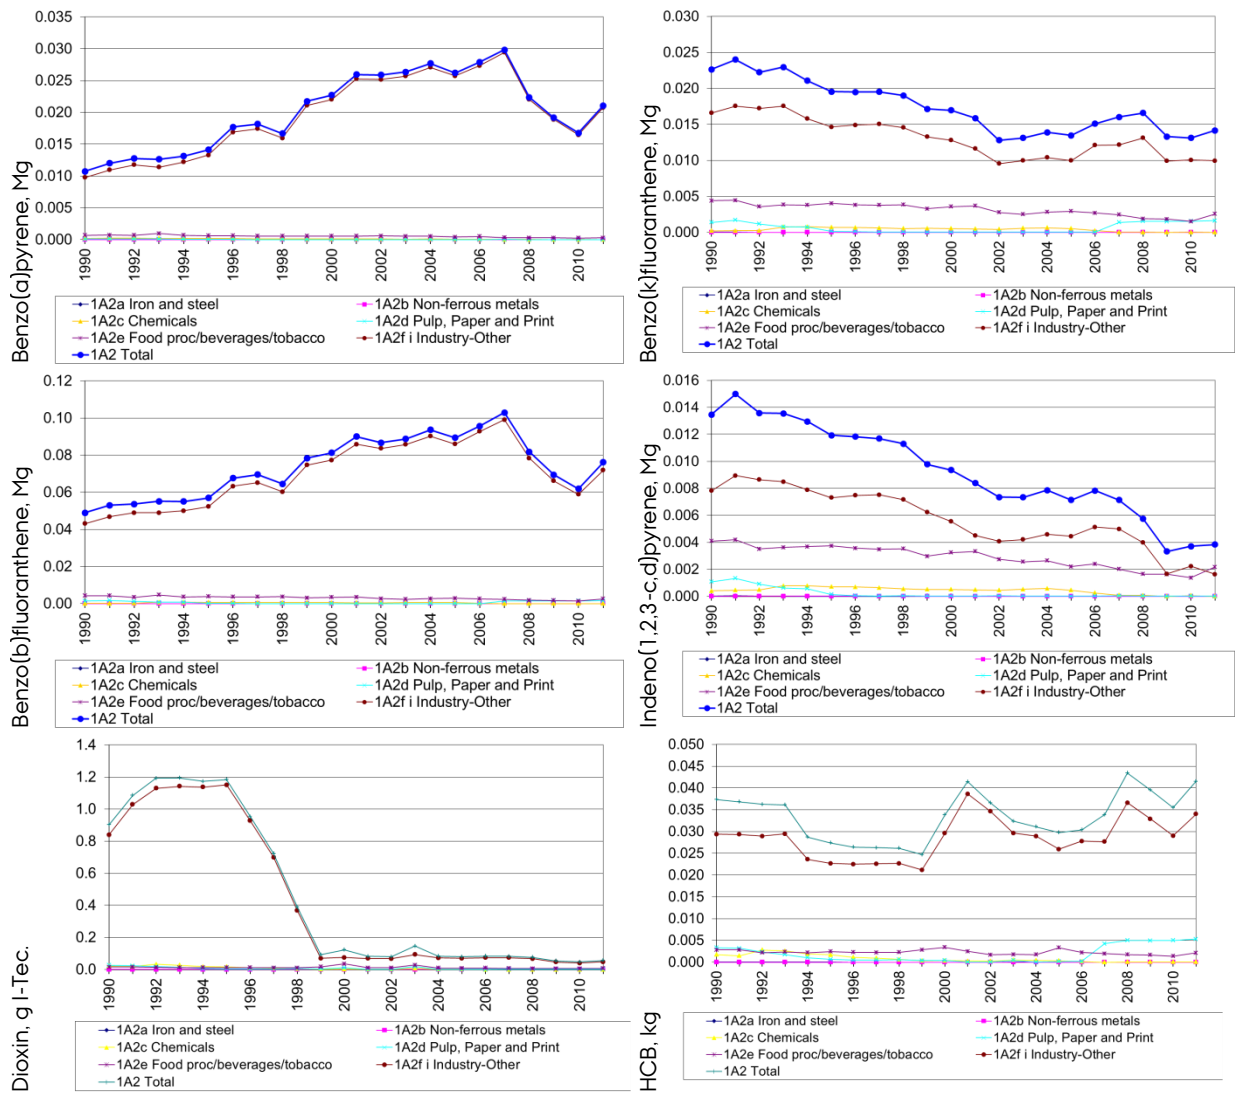 Benzo(a)pyrene, Mg
0.035
0.030
0.025
0.020
0.015
0.010
0.005
0.000
1990 1992 1994 1996 1998 2000 2002 2004 2006 2008 2010
1A2a Iron and steel 1A2b Non-ferrous metals
1A2c Chemicals 1A2d Pulp, Paper and Print
1A2e Food proc/beverages/tobacco 1A2f i Industry-Other
1A2 Total
Benzo(k)fluoranthene, Mg
0.030
0.025
0.020
0.015
0.010
0.005
0.000
1990 1992 1994 1996 1998 2000 2002 2004 2006 2008 2010
1A2a Iron and steel 1A2b Non-ferrous metals
1A2c Chemicals 1A2d Pulp, Paper and Print
1A2e Food proc/beverages/tobacco 1A2f i Industry-Other
1A2 Total
Benzo(b)fluoranthene, Mg
0.12
0.10
0.08
0.06
0.04
0.02
0.00
1990 1992 1994 1996 1998 2000 2002 2004 2006 2008 2010
1A2a Iron and steel 1A2b Non-ferrous metals
1A2c Chemicals 1A2d Pulp, Paper and Print
1A2e Food proc/beverages/tobacco 1A2f i Industry-Other
1A2 Total
Indeno(1,2,3-c,d)pyrene, Mg
0.016
0.014
0.012
0.010
0.008
0.006
0.004
0.002
0.000
1990 1992 1994 1996 1998 2000 2002 2004 2006 2008 2010
1A2a Iron and steel 1A2b Non-ferrous metals
1A2c Chemicals 1A2d Pulp, Paper and Print
1A2e Food proc/beverages/tobacco 1A2f i Industry-Other
1A2 Total
Dioxin, g I-Tec.
1.4
1.2
1.0
0.8
0.6
0.4
0.2
0.0
1990 1992 1994 1996 1998 2000 2002 2004 2006 2008 2010
1A2a Iron and steel 1A2b Non-ferrous metals
1A2c Chemicals 1A2d Pulp, Paper and Print
1A2e Food proc/beverages/tobacco 1A2f i Industry-Other
1A2 Total
HCB, kg
0.050
0.045
0.040
0.035
0.030
0.025
0.020
0.015
0.010
0.005
0.000
1990 1992 1994 1996 1998 2000 2002 2004 2006 2008 2010
1A2a Iron and steel 1A2b Non-ferrous metals
1A2c Chemicals 1A2d Pulp, Paper and Print
1A2e Food proc/beverages/tobacco 1A2f i Industry-Other
1A2 Total